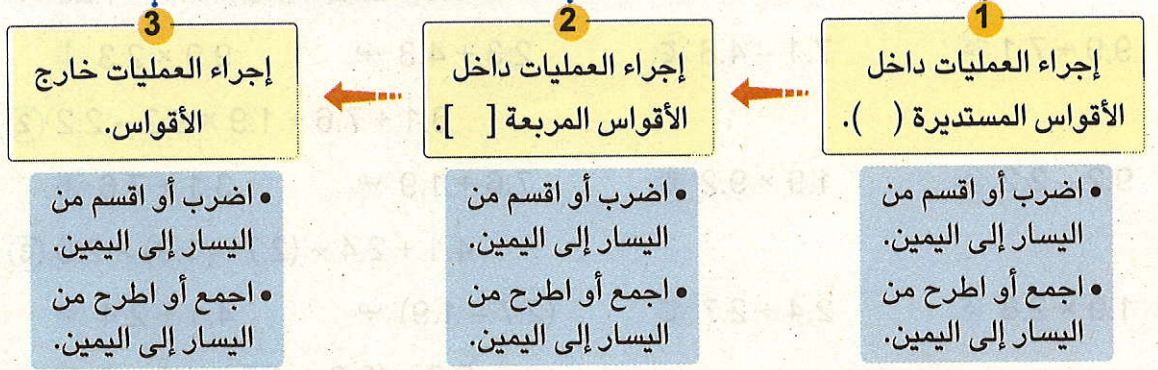 1
إجراء العمليات داخل
الأقواس المستديرة (   ).
• اضرب أو اقسم من
اليسار إلى اليمين.
• اجمع أو اطرح من
اليسار إلى اليمين.
2
إجراء العمليات داخل
الأقواس المربعة [   ].
• اضرب أو اقسم من
اليسار إلى اليمين.
• اجمع أو اطرح من
اليسار إلى اليمين.
3
إجراء العمليات خارج
الأقواس.
• اضرب أو اقسم من
اليسار إلى اليمين.
• اجمع أو اطرح من
اليسار إلى اليمين.